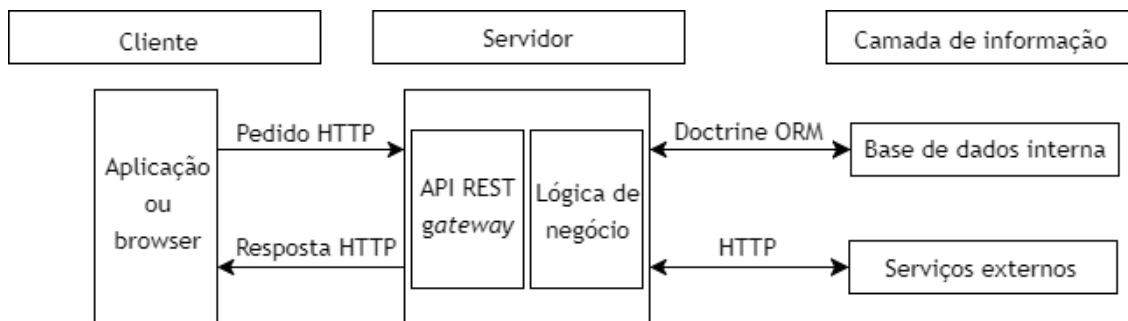 Cliente
Servidor
Camada de informação
Aplicação
ou
browser
Pedido HTTP
Resposta HTTP
API REST
gateway
Lógica de
negócio
Doctrine ORM
HTTP
Base de dados interna
Serviços externos